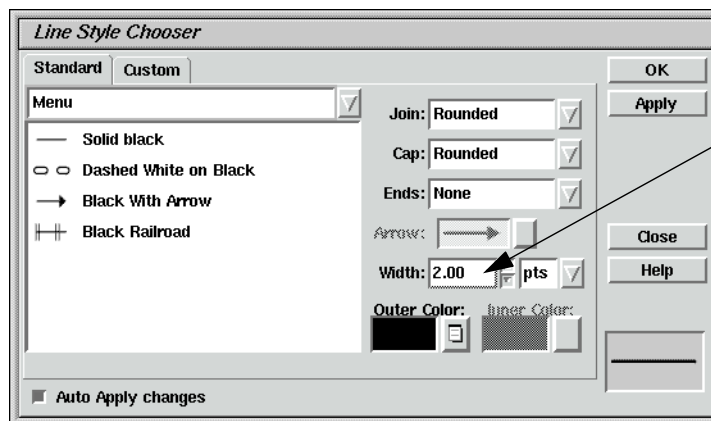 Line Style Chooser
Standard
Custom
Menu
Solid black
Dashed White on Black
Black With Arrow
Black Railroad
Join: Rounded
Cap: Rounded
Ends: None
Arrow:
Width: 2.00 pts
Outer Color:
Inner Color:
OK
Apply
Close
Help
Auto Apply changes